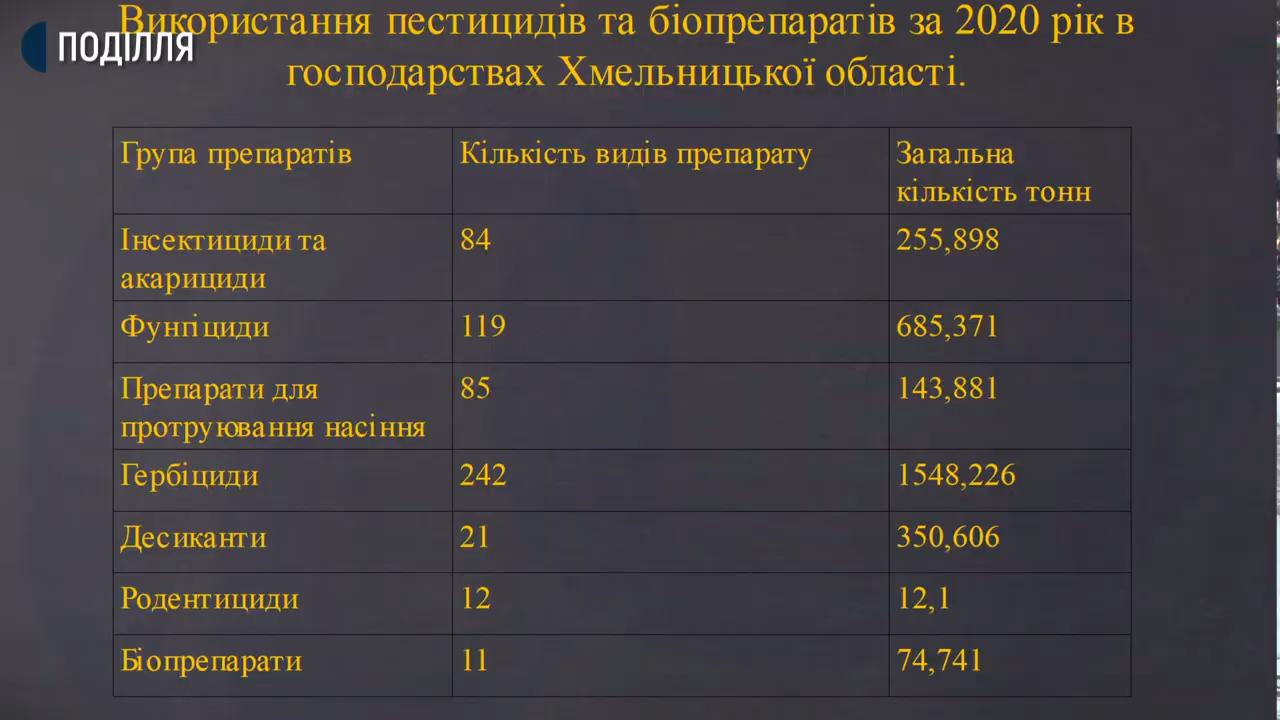 Використання пестицидів та біопрепаратів за 2020 рік в
ПОДІЛЛЯ
господарствах Хмельницької області.
Група препаратів
Кількість видів препарату
Загальна
кількість тонн
Інсектициди та
акарициди
84
255,898
Фунгіциди
119
685,371
Препарати для
протруювання насіння
85
143,881
Гербіциди
242
1548,226
Десиканти
21
350,606
Родентициди
12
12,1
Біопрепарати
11
74,741